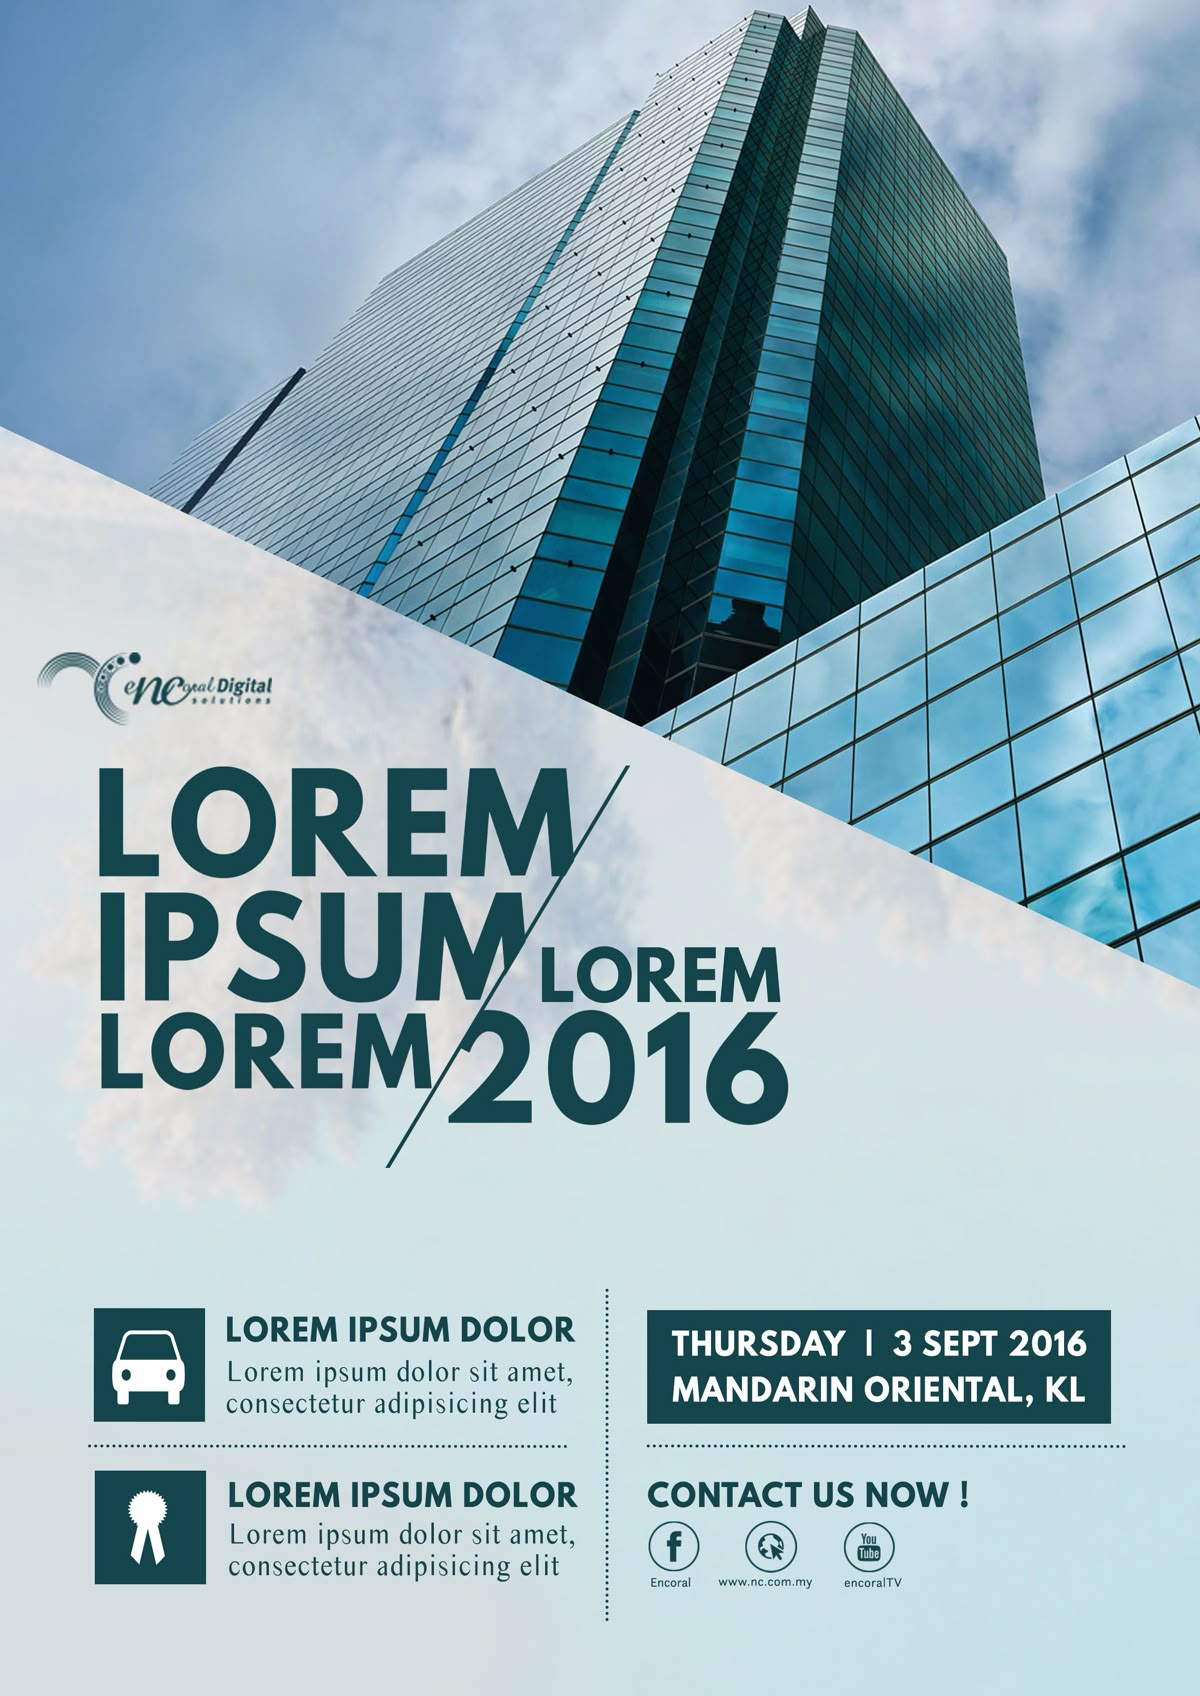 enCoral Digital
solutions
LOREM
IPSUM
LOREM
LOREM
2016
LOREM IPSUM DOLOR
Lorem ipsum dolor sit amet,
consectetur adipisicing elit
THURSDAY | 3 SEPT 2016
MANDARIN ORIENTAL, KL
LOREM IPSUM DOLOR
Lorem ipsum dolor sit amet,
consectetur adipisicing elit
CONTACT US NOW !
f
You
Tube
Encoral
www.nc.com.my
encoralTV